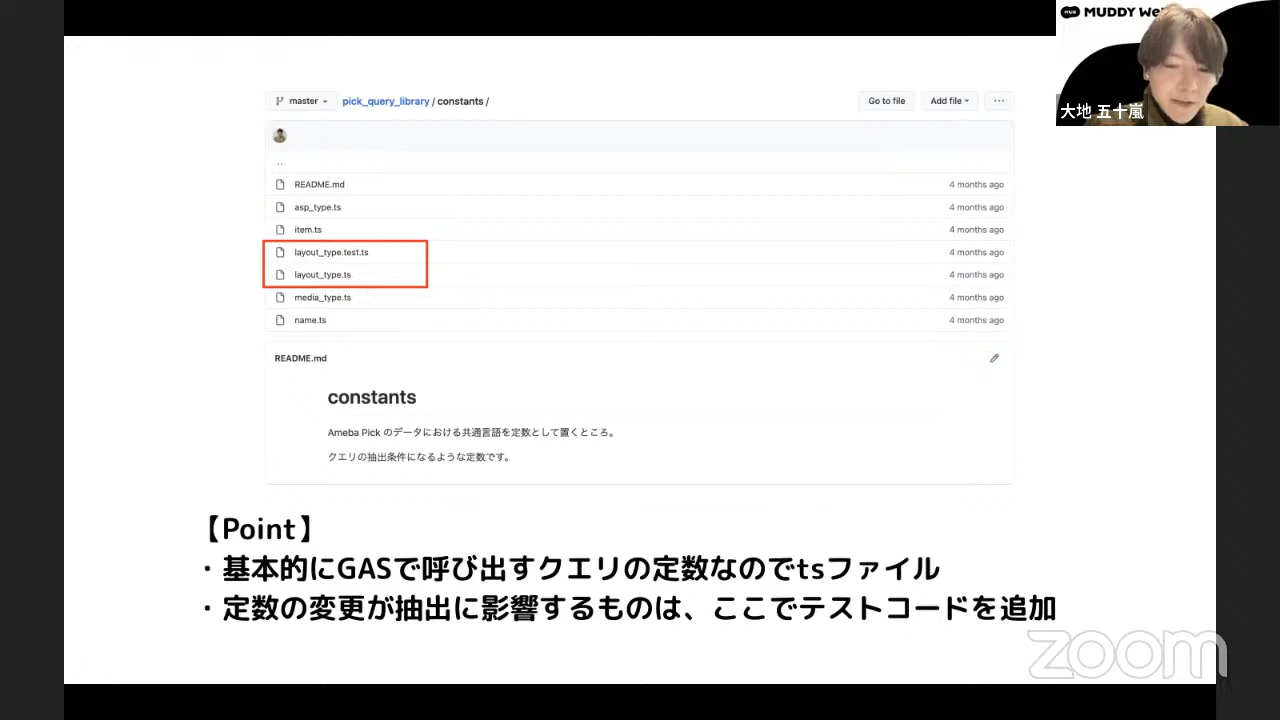 MUDDY We
大地 五十嵐
master
pick_query_library / constants /
Go to file
Add file
...
..
README.md
4 months ago
asp_type.ts
4 months ago
item.ts
4 months ago
layout_type.test.ts
4 months ago
layout_type.ts
4 months ago
media_type.ts
4 months ago
name.ts
4 months ago
README.md
constants
Ameba Pick のデータにおける共通言語を定数として置くところ。
クエリの抽出条件になるような定数です。
【Point】
・基本的にGASで呼び出すクエリの定数なのでtsファイル
・定数の変更が抽出に影響するものは、ここでテストコードを追加
zoom